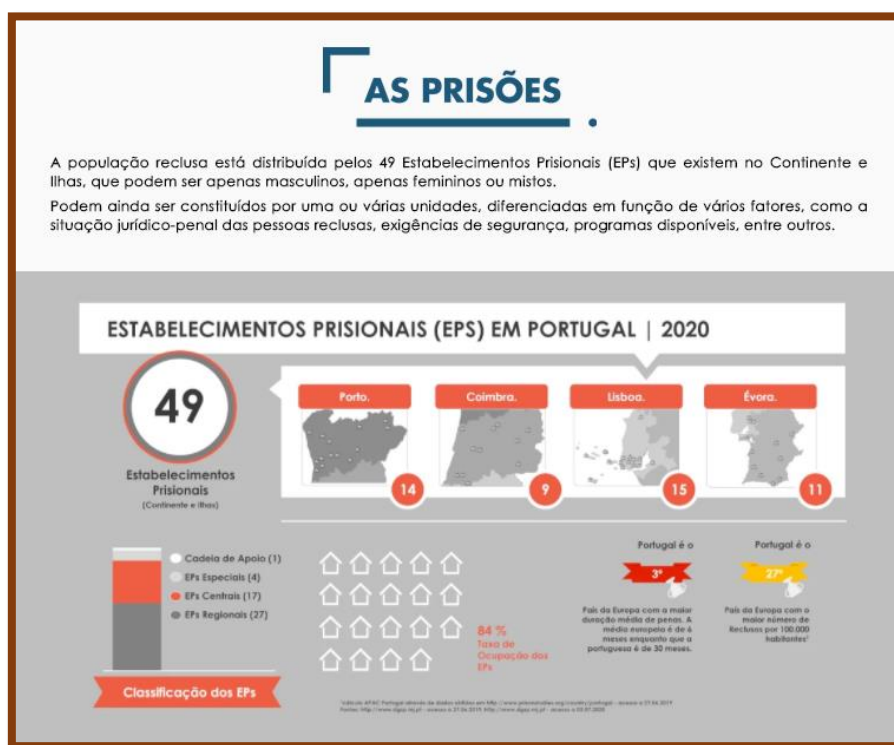 AS PRISÕES
A população reclusa está distribuída pelos 49 Estabelecimentos Prisionais (EPs) que existem no Continente e
Ilhas, que podem ser apenas masculinos, apenas femininos ou mistos.
Podem ainda ser constituídos por uma ou várias unidades, diferenciadas em função de vários fatores, como a
situação jurídico-penal das pessoas reclusas, exigências de segurança, programas disponíveis, entre outros.
ESTABELECIMENTOS PRISIONAIS (EPS) EM PORTUGAL | 2020
49
Estabelecimentos
Prisionais
(Continente e Ilhas)
Porto.
14
Coimbra.
9
Lisboa.
15
Évora.
11
Cadeia de Apoio (1)
EPs Especiais (4)
EPs Centrais (17)
EPs Regionais (27)
Classificação dos EPs
84 %
Taxa de
Ocupação dos
EPs
Portugal é o
3º
País da Europa com a maior
duração média de penas. A
média europeia é de 6
meses enquanto que a
portuguesa é de 30 meses.
Portugal é o
27º
País da Europa com o
maior número de
Reclusos por 100.000
habitantes¹